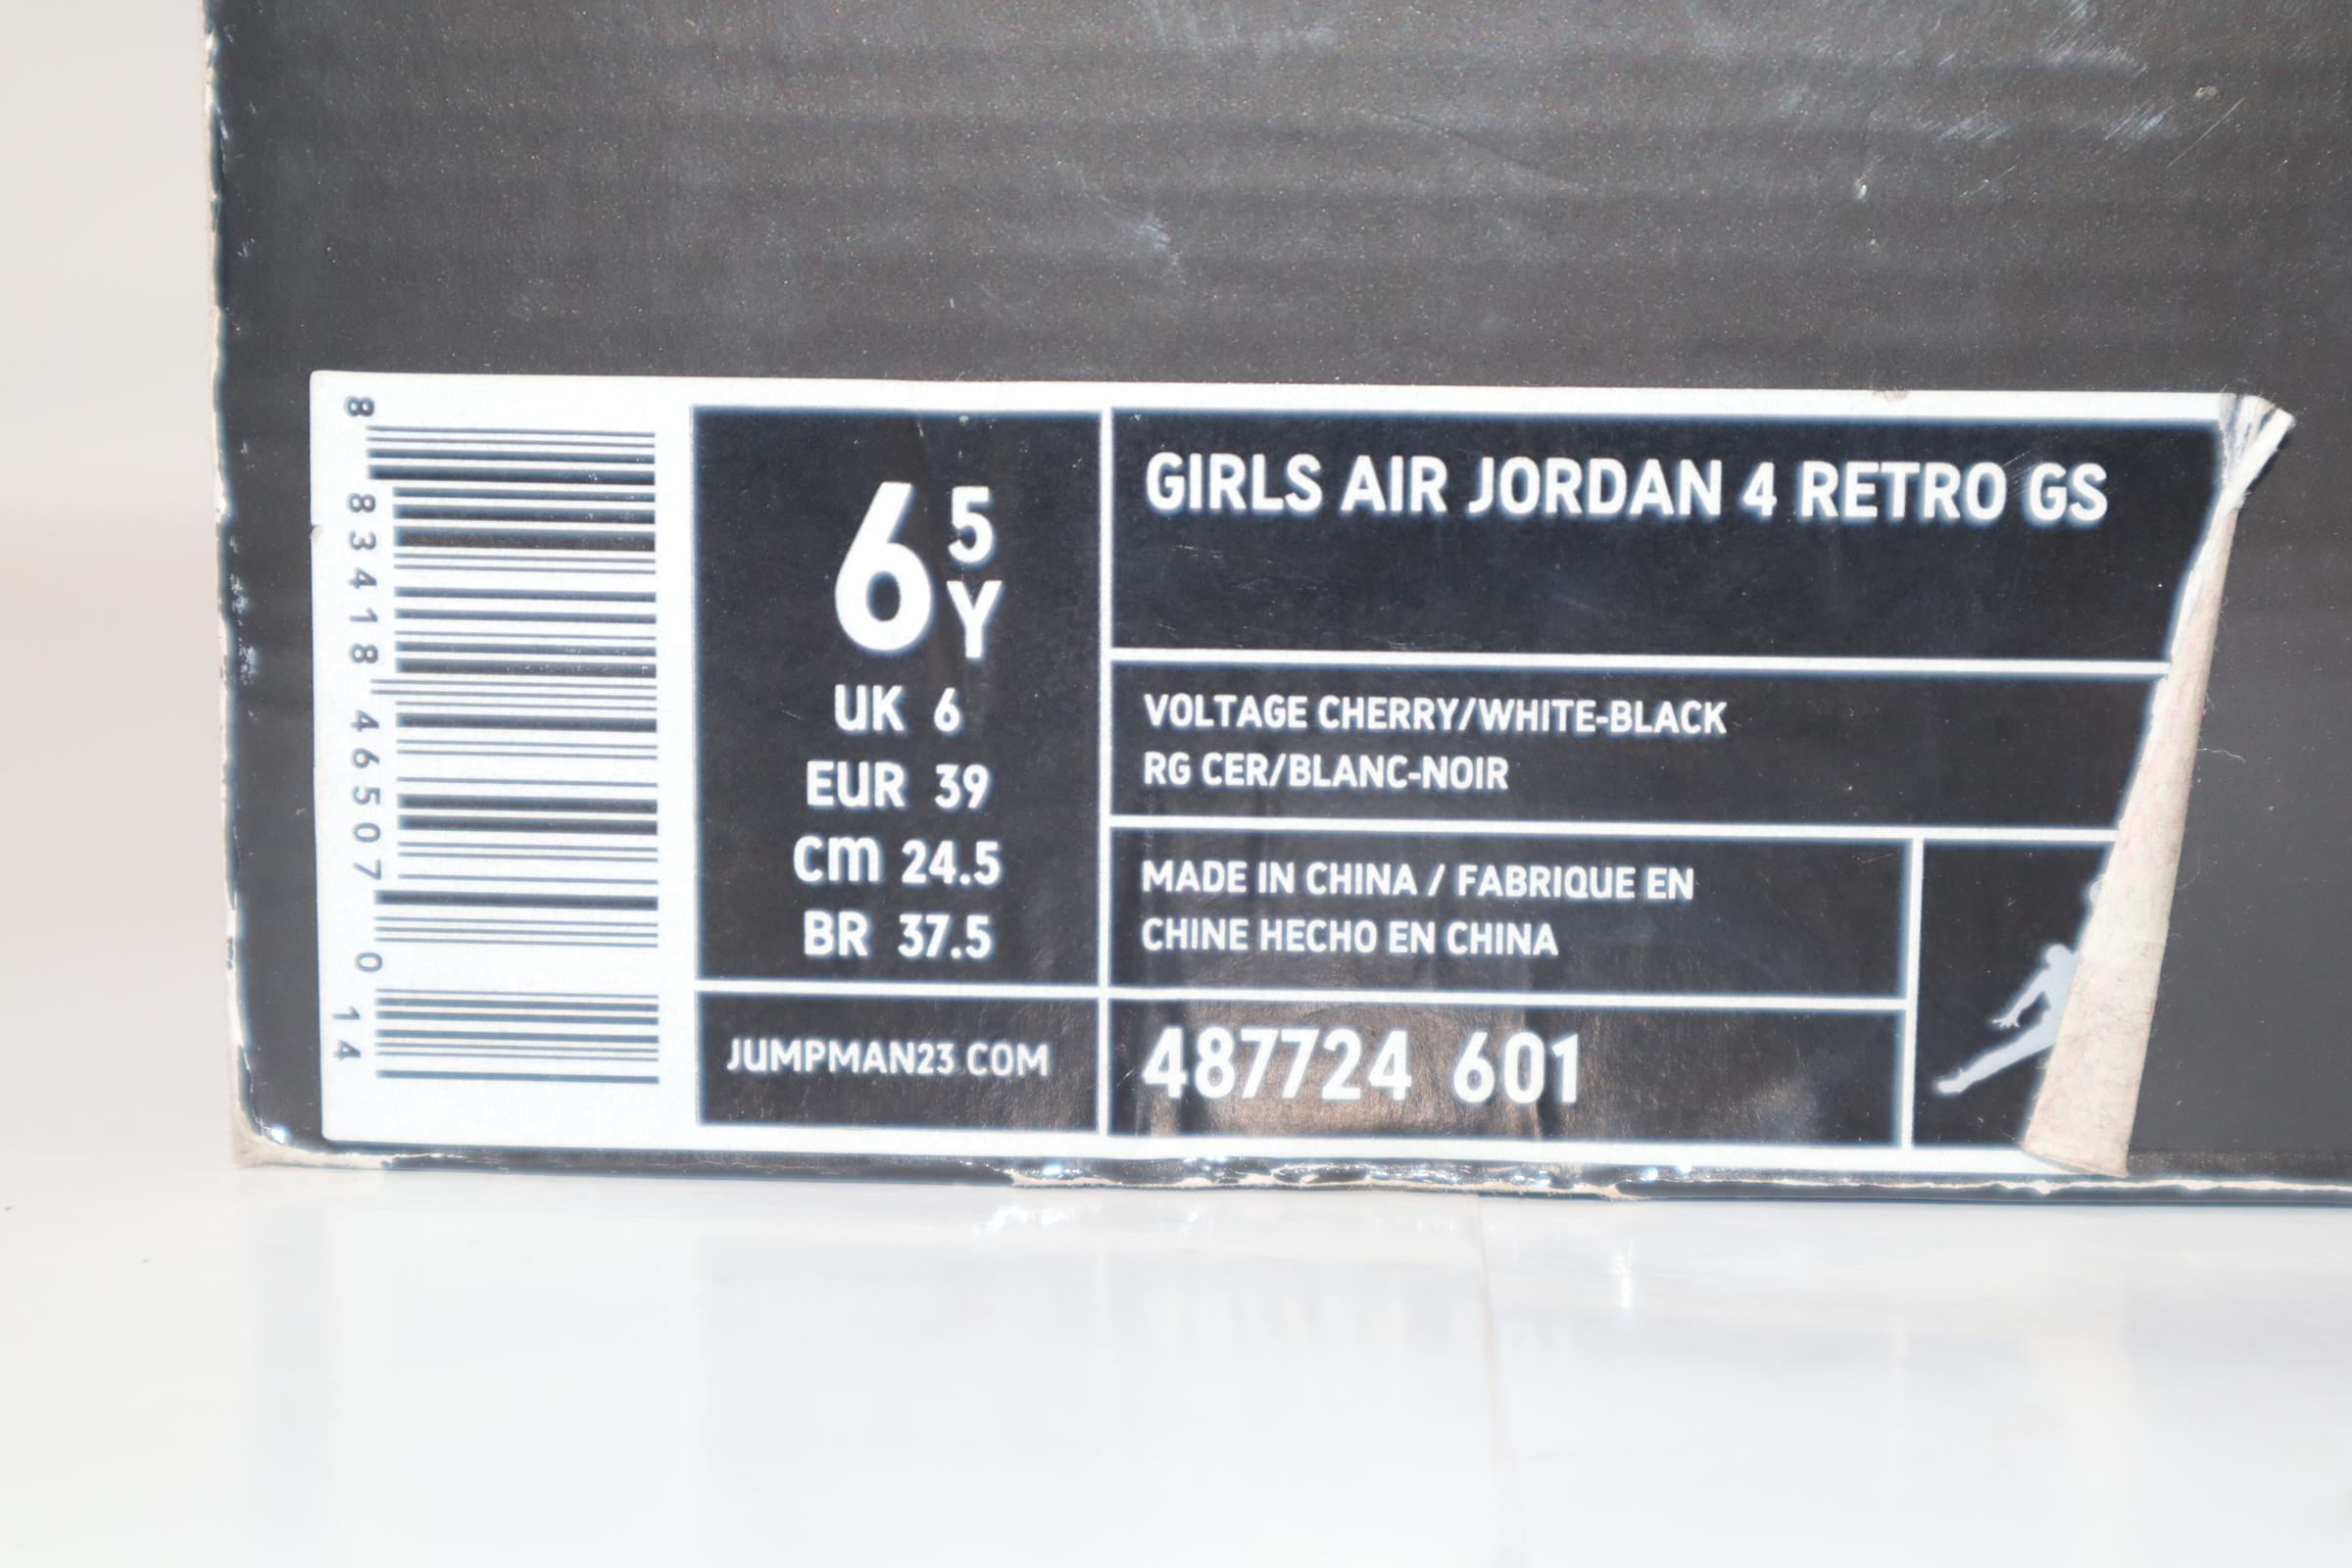 8 83418 46507 0 14
6 5
Y
UK 6
EUR 39
cm 24.5
BR 37.5
JUMPMAN23.COM
GIRLS AIR JORDAN 4 RETRO GS
VOLTAGE CHERRY/WHITE-BLACK
RG CER/BLANC-NOIR
MADE IN CHINA / FABRIQUE EN
CHINE HECHO EN CHINA
487724 601